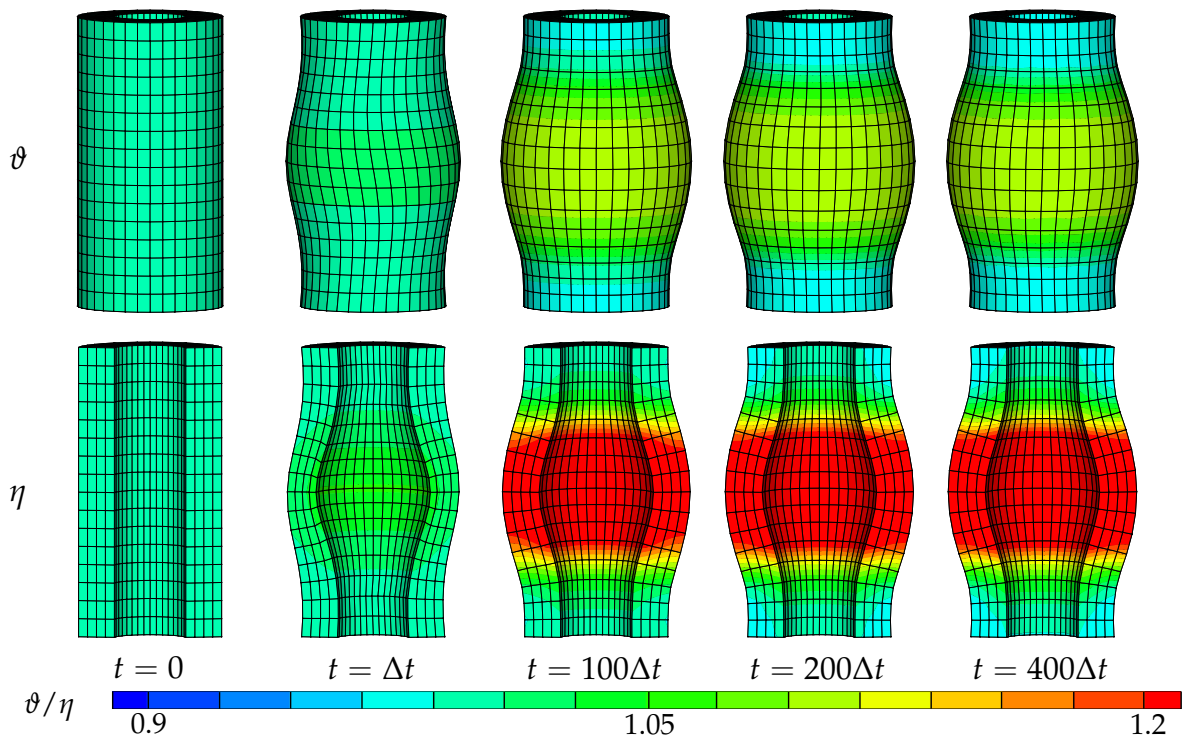 ϑ
η
t = 0 t = Δt t = 100Δt t = 200Δt t = 400Δt
ϑ/η
0.9 1.05 1.2